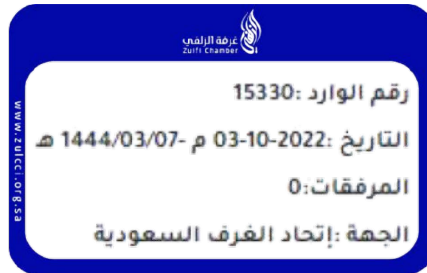 غرفة الزلفي
Zulfi Chamber
رقم الوارد :15330
التاريخ :2022-10-03 م -1444/03/07 هـ
المرفقات:0
الجهة :إتحاد الغرف السعودية
www.zulcci.org.sa